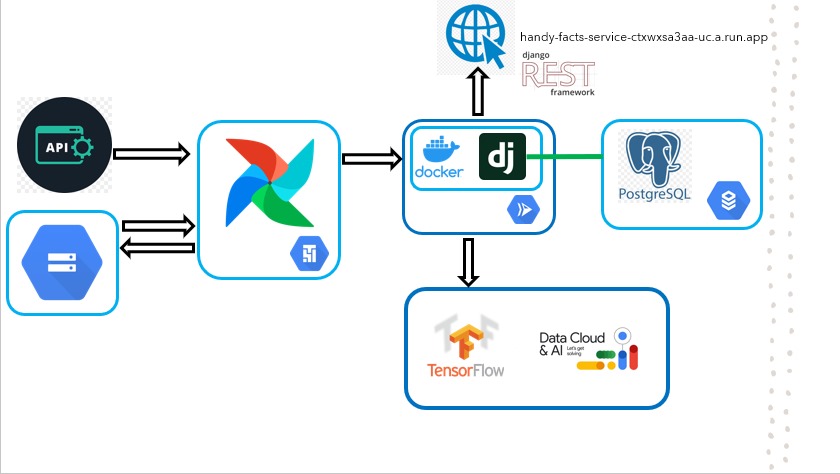 handy-facts-service-ctxwxsa3aa-uc.a.run.app
django
REST
framework
API
docker
dj
PostgreSQL
TF
TensorFlow
Data Cloud
& AI
Let's get
solving